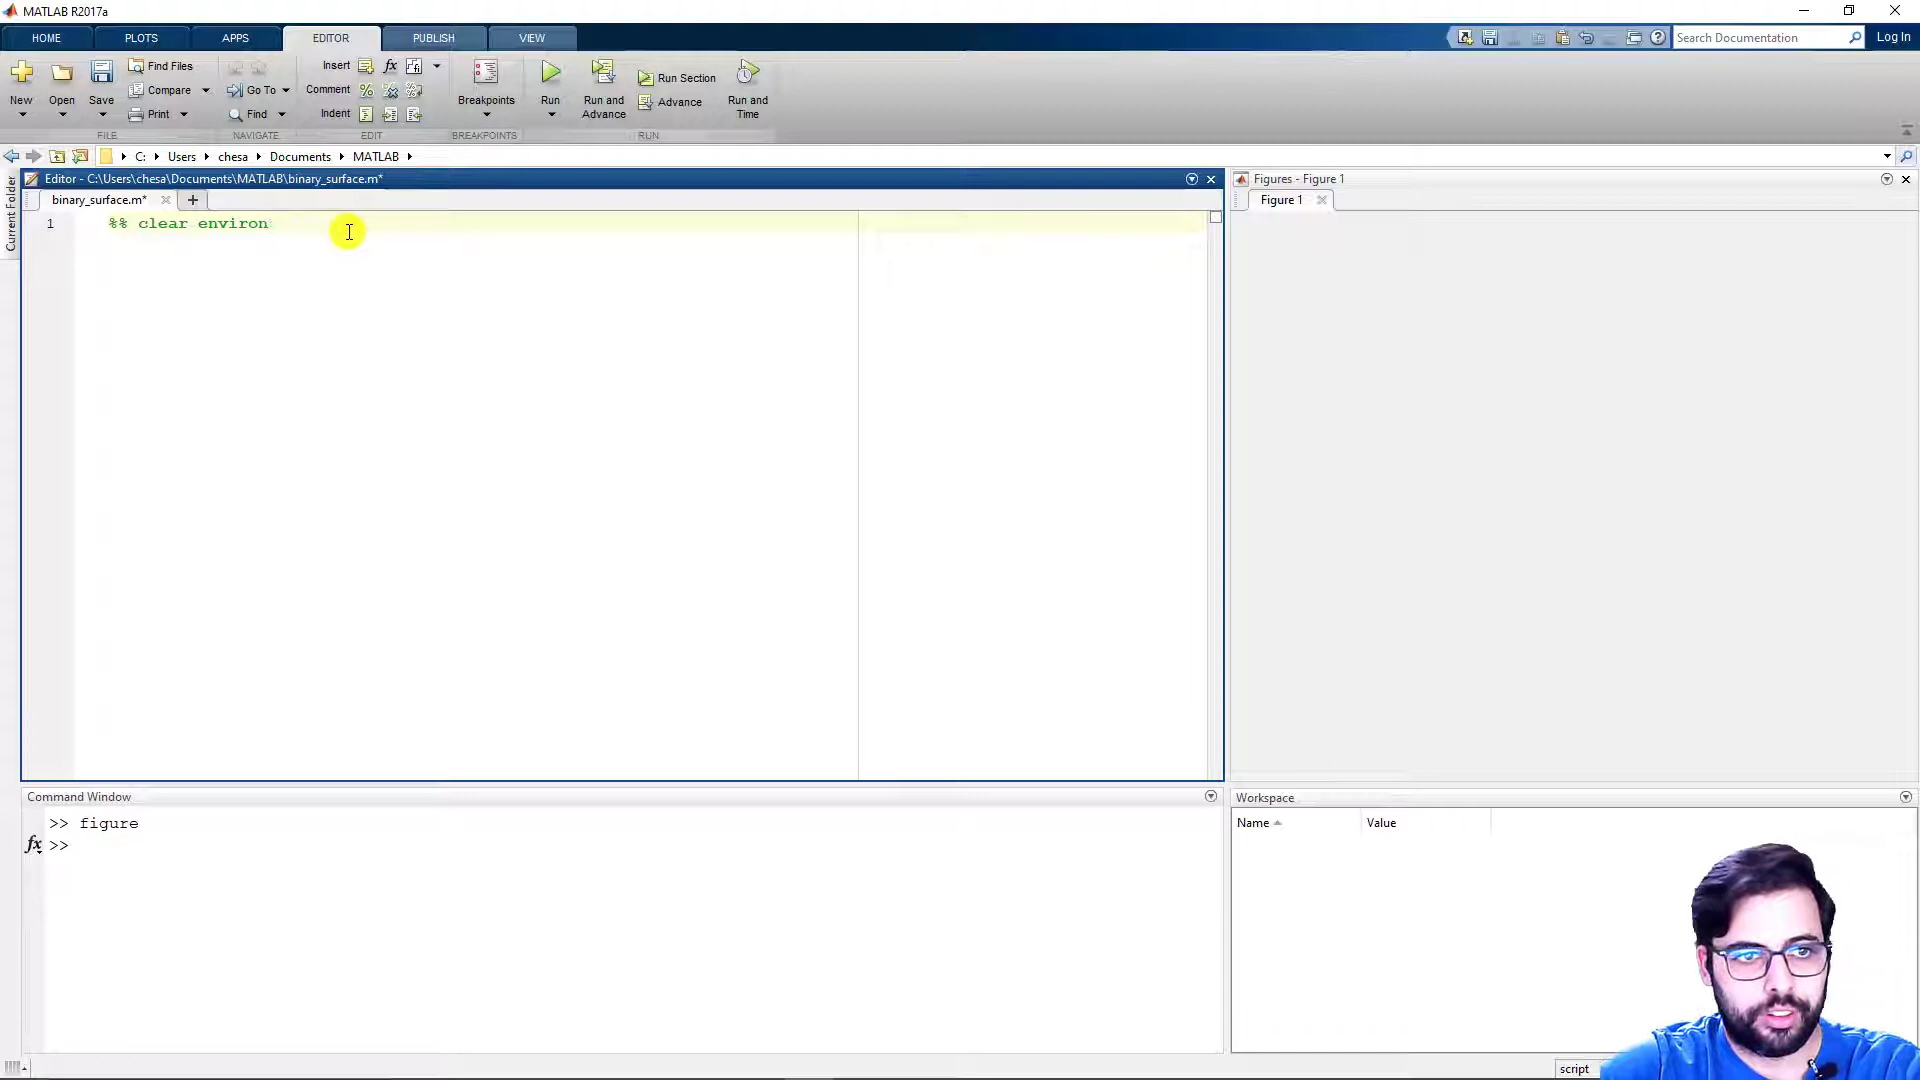 MATLAB R2017a
HOME
PLOTS
APPS
EDITOR
PUBLISH
VIEW
Search Documentation
Log In
New
Open
Save
Find Files
Compare
Print
Go To
Find
Insert
Comment
Indent
fx
Breakpoints
Run
Run and
Advance
Run Section
Advance
Run and
Time
FILE
NAVIGATE
EDIT
BREAKPOINTS
RUN
C:
Users
chesa
Documents
MATLAB
Current Folder
Editor - C:\Users\chesa\Documents\MATLAB\binary_surface.m*
binary_surface.m*
1
%% clear environ
Figures - Figure 1
Figure 1
Command Window
>> figure
fx >>
Workspace
Name
Value
script